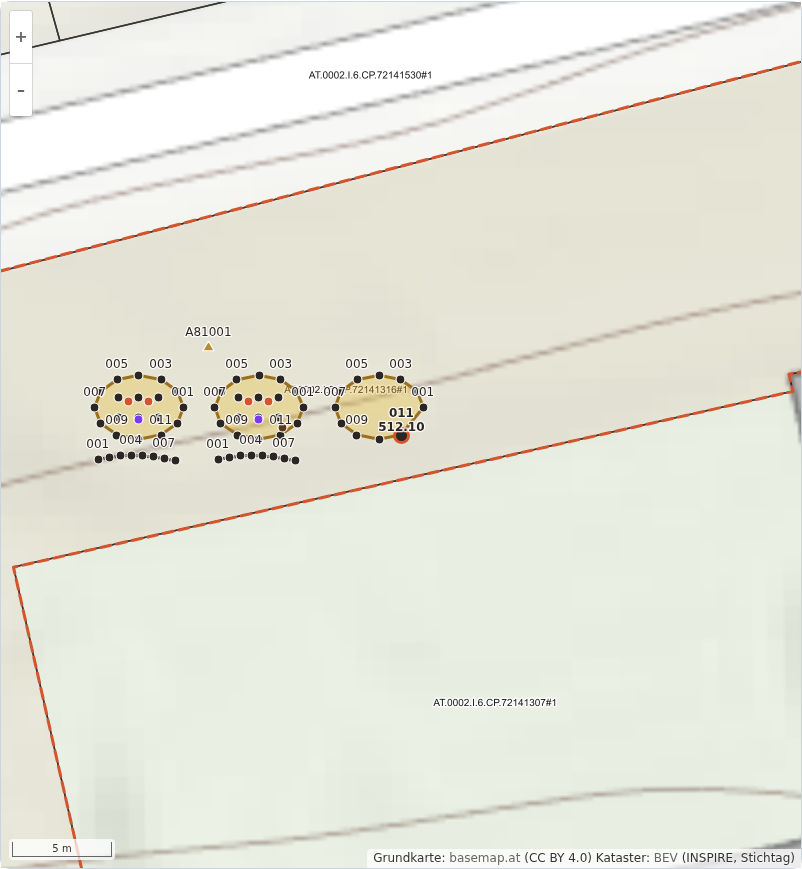 +
-
AT.0002.I.6.CP.72141530#1
A81001
005 003 005 003 005 003
007 001 007 001 007 001
009 011 009 011 009 011
512.10
001 004 007 001 004 007
AT.0002.I.6.CP.72141307#1
5 m
Grundkarte: basemap.at (CC BY 4.0) Kataster: BEV (INSPIRE, Stichtag)